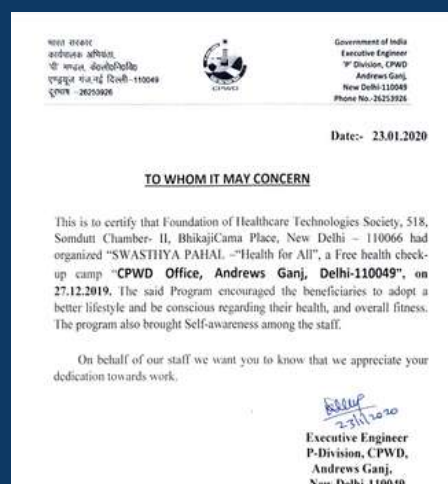 भारत सरकार
कार्यपालक अभियंता,
'पी' मण्डल, के०लो०नि०वि०
एण्ड्रयूज गंज,नई दिल्ली-110049
दूरभाष -26253926
CPWD
Government of India
Executive Engineer
'P' Division, CPWD
Andrews Ganj,
New Delhi-110049
Phone No.-26253926
Date:- 23.01.2020
TO WHOM IT MAY CONCERN
This is to certify that Foundation of Healthcare Technologies Society, 518,
Somdutt Chamber- II, BhikajiCama Place, New Delhi – 110066 had
organized "SWASTHYA PAHAL –"Health for All", a Free health check-
up camp "CPWD Office, Andrews Ganj, Delhi-110049", on
27.12.2019. The said Program encouraged the beneficiaries to adopt a
better lifestyle and be conscious regarding their health, and overall fitness.
The program also brought Self-awareness among the staff.
On behalf of our staff we want you to know that we appreciate your
dedication towards work.
23/1/2020
Executive Engineer
P-Division, CPWD,
Andrews Ganj,
New Delhi-110049